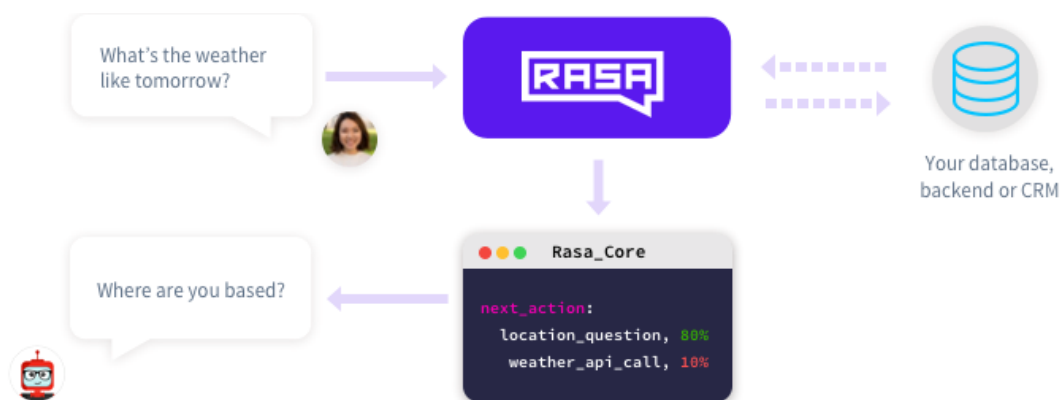 What's the weather
like tomorrow?
RASA
Your database,
backend or CRM
Rasa_Core
next_action:
location_question, 80%
weather_api_call, 10%
Where are you based?